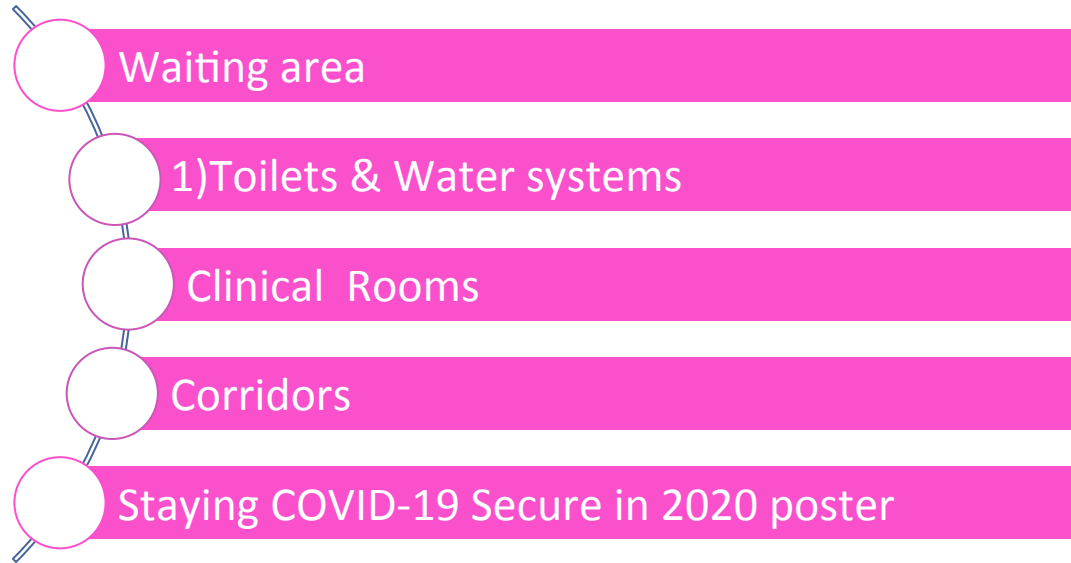 Waiting area
1)Toilets & Water systems
Clinical  Rooms
Corridors
Staying COVID-19 Secure in 2020 poster